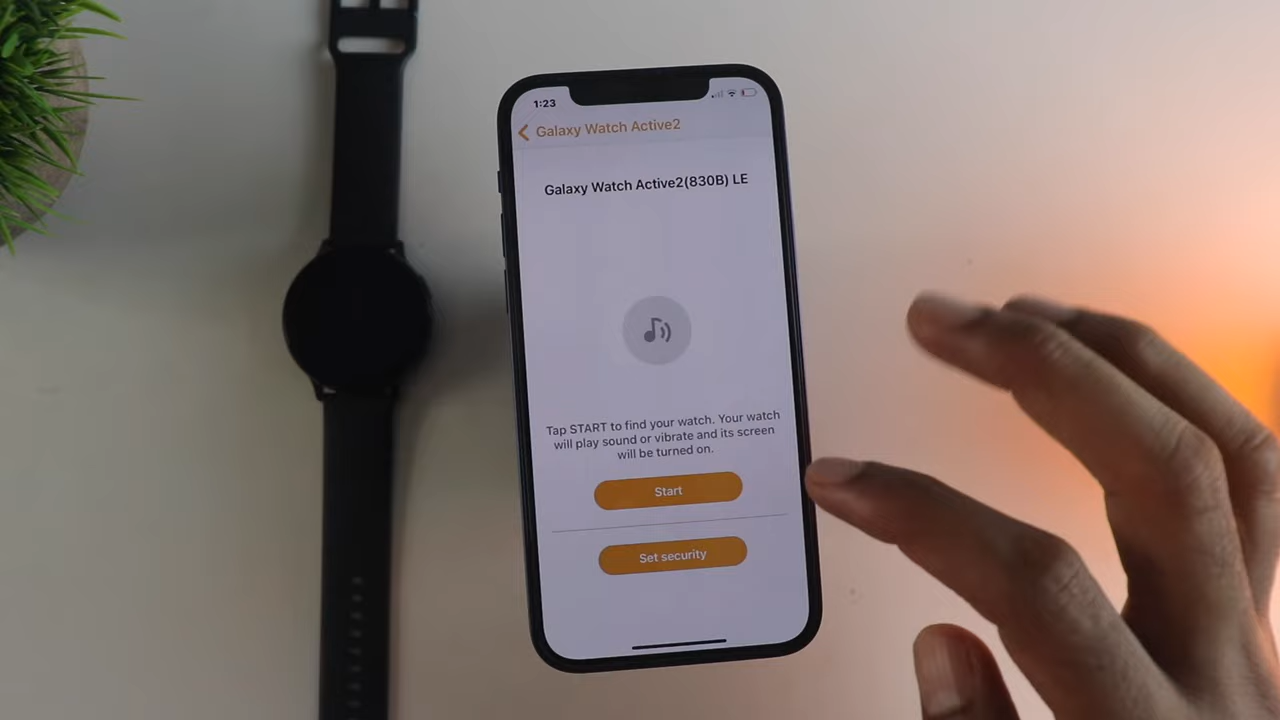 1:23
Galaxy Watch Active2
Galaxy Watch Active2(830B) LE
Tap START to find your watch. Your watch
will play sound or vibrate and its screen
will be turned on.
Start
Set security